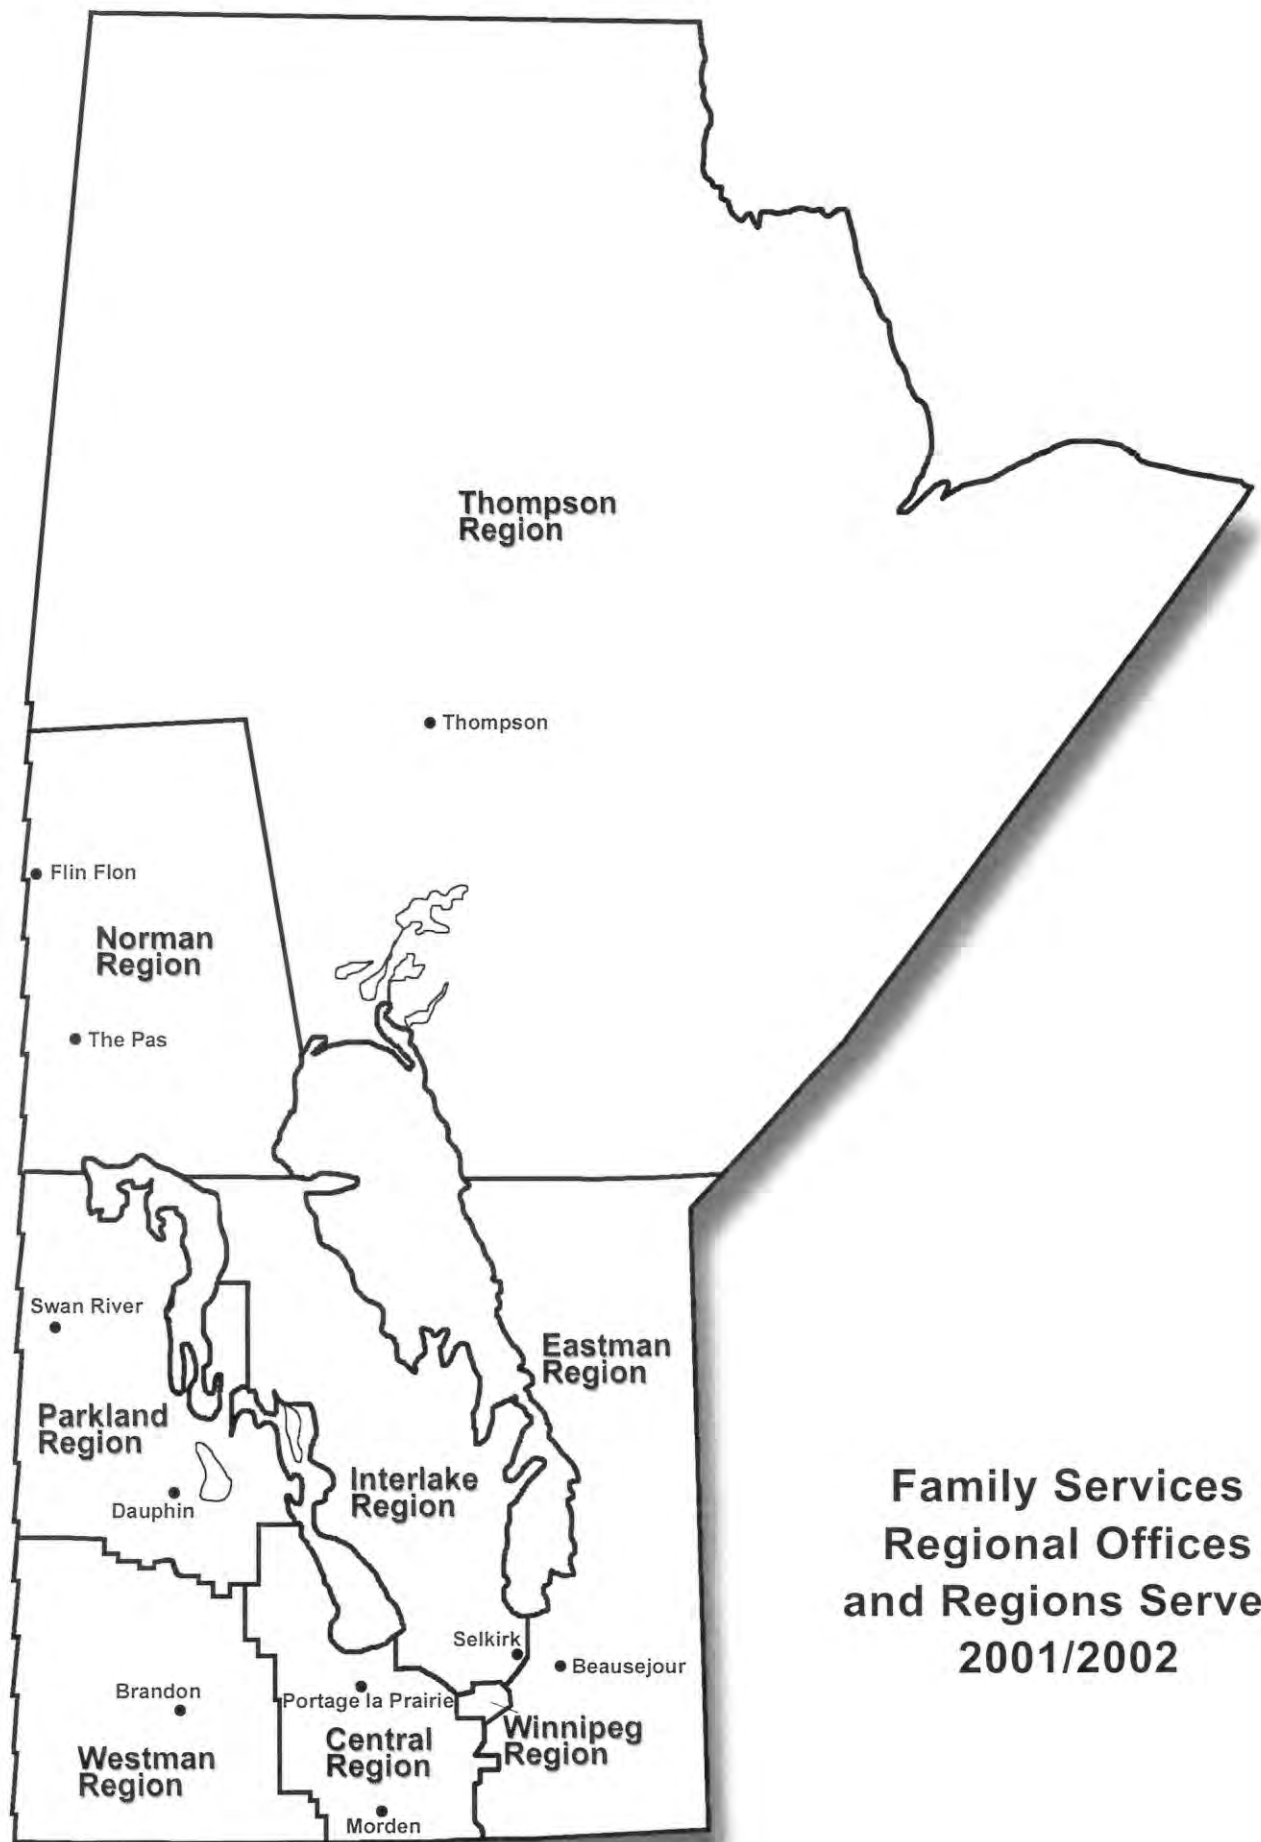 Thompson
Region
Thompson
Flin Flon
Norman
Region
The Pas
Swan River
Eastman
Region
Parkland
Region
Interlake
Region
Dauphin
Family Services
Regional Offices
and Regions Serve
2001/2002
Selkirk
Beausejour
Brandon
Portage la Prairie
Winnipeg
Region
Central
Region
Westman
Region
Morden